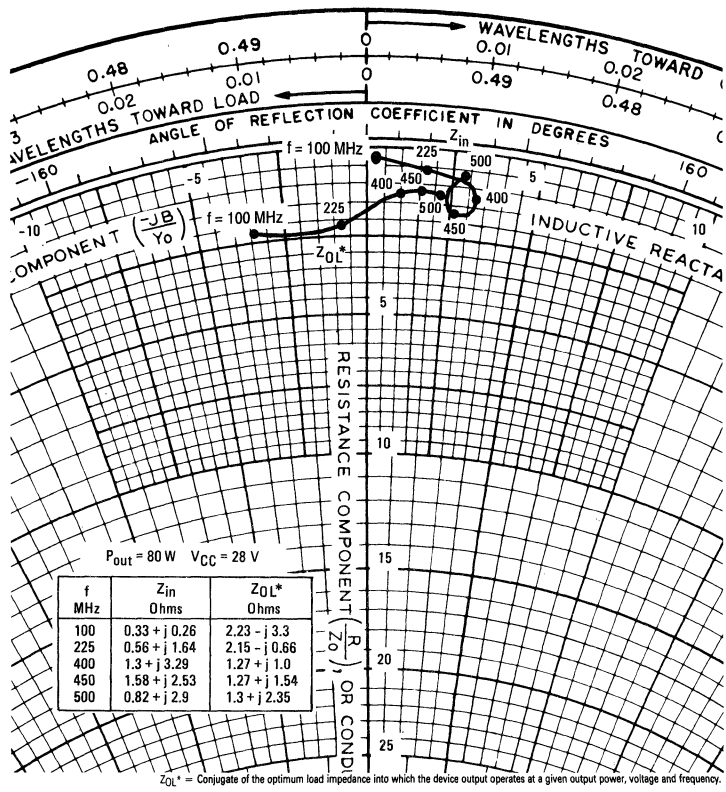 WAVELENGTHS TOWARD
0.48 0.49 0 0.01 0.02
0.02 0.01 0 0.49 0.48
WAVELENGTHS TOWARD LOAD
ANGLE OF REFLECTION COEFFICIENT IN DEGREES
-160 160
Zin
f = 100 MHz 225 500
-5 5
400 450 400
f = 100 MHz 225 500 450
-10 10
OMPONENT (-JB/Yo)
INDUCTIVE REACTA
ZOL*
5
RESISTANCE COMPONENT (R/Zo), OR CONDU
10
15
20
25
Pout = 80 W VCC = 28 V
f Zin ZOL*
MHz Ohms Ohms
100 0.33 + j 0.26 2.23 - j 3.3
225 0.56 + j 1.64 2.15 - j 0.66
400 1.3 + j 3.29 1.27 + j 1.0
450 1.58 + j 2.53 1.27 + j 1.54
500 0.82 + j 2.9 1.3 + j 2.35
ZOL* = Conjugate of the optimum load impedance into which the device output operates at a given output power, voltage and frequency.